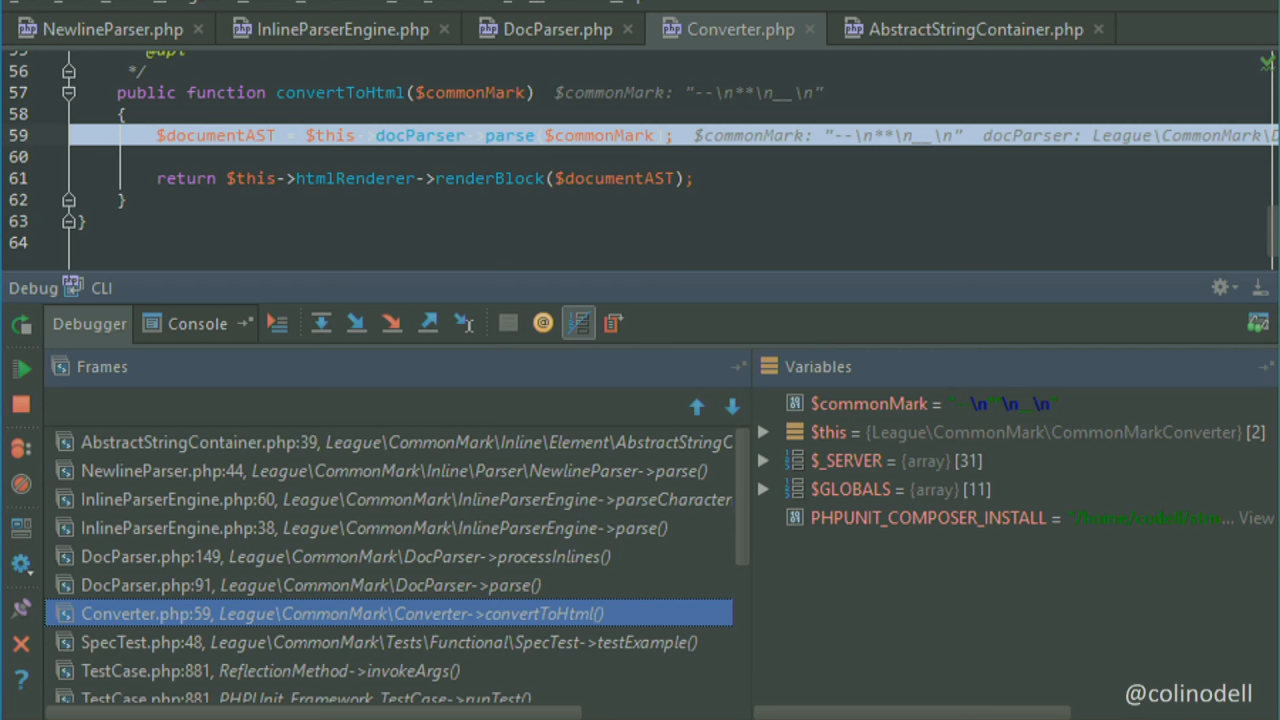 NewlineParser.php InlineParserEngine.php DocParser.php Converter.php AbstractStringContainer.php
56 */
57 public function convertToHtml($commonMark) $commonMark: "--\n**\n__\n"
58 {
59 $documentAST = $this->docParser->parse($commonMark); $commonMark: "--\n**\n__\n" docParser: League\CommonMark\D
60
61 return $this->htmlRenderer->renderBlock($documentAST);
62 }
63 }
64
Debug CLI
Debugger Console
Frames
Variables
AbstractStringContainer.php:39, League\CommonMark\Inline\Element\AbstractStringC
NewlineParser.php:44, League\CommonMark\Inline\Parser\NewlineParser->parse()
InlineParserEngine.php:60, League\CommonMark\InlineParserEngine->parseCharacter
InlineParserEngine.php:38, League\CommonMark\InlineParserEngine->parse()
DocParser.php:149, League\CommonMark\DocParser->processInlines()
DocParser.php:91, League\CommonMark\DocParser->parse()
Converter.php:59, League\CommonMark\Converter->convertToHtml()
SpecTest.php:48, League\CommonMark\Tests\Functional\SpecTest->testExample()
TestCase.php:881, ReflectionMethod->invokeArgs()
TestCase.php:881, PHPUnit_Framework_TestCase->runTest()
$commonMark = "--\n**\n__\n"
$this = {League\CommonMark\CommonMarkConverter} [2]
$_SERVER = {array} [31]
$GLOBALS = {array} [11]
PHPUNIT_COMPOSER_INSTALL = ... View
@colinodell